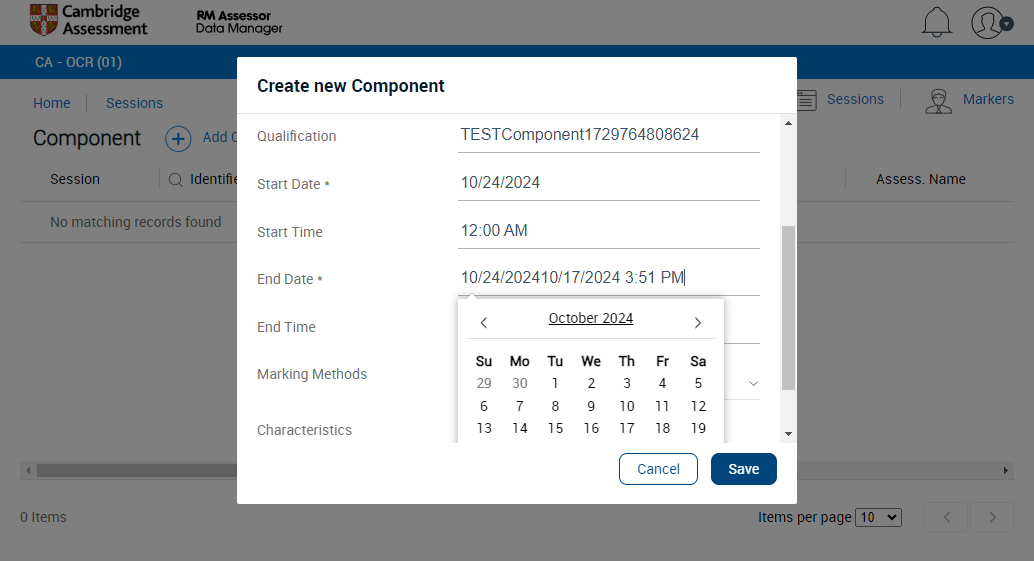 Cambridge
Assessment
RM Assessor
Data Manager
CA - OCR (01)
Create new Component
Home
Sessions
Sessions
Markers
Component
Add C
Session
Identifie
Assess. Name
No matching records found
Qualification
TESTComponent1729764808624
Start Date *
10/24/2024
Start Time
12:00 AM
End Date *
10/24/202410/17/2024 3:51 PM
End Time
Marking Methods
Characteristics
October 2024
Su Mo Tu We Th Fr Sa
29 30 1 2 3 4 5
6 7 8 9 10 11 12
13 14 15 16 17 18 19
Cancel
Save
0 Items
Items per page 10